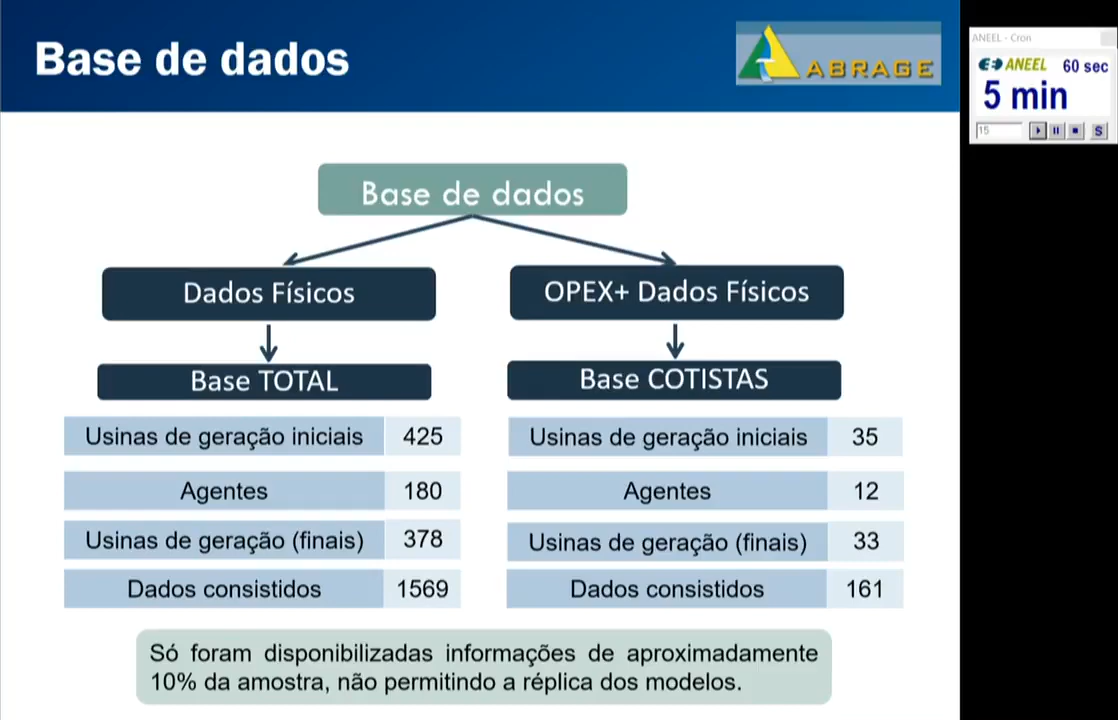 Base de dados
ABRAGE
ANEEL - Cron
ANEEL 60 sec
5 min
15
S
Base de dados
Dados Físicos
OPEX+ Dados Físicos
Base TOTAL
Base COTISTAS
Usinas de geração iniciais 425
Agentes 180
Usinas de geração (finais) 378
Dados consistidos 1569
Usinas de geração iniciais 35
Agentes 12
Usinas de geração (finais) 33
Dados consistidos 161
Só foram disponibilizadas informações de aproximadamente
10% da amostra, não permitindo a réplica dos modelos.